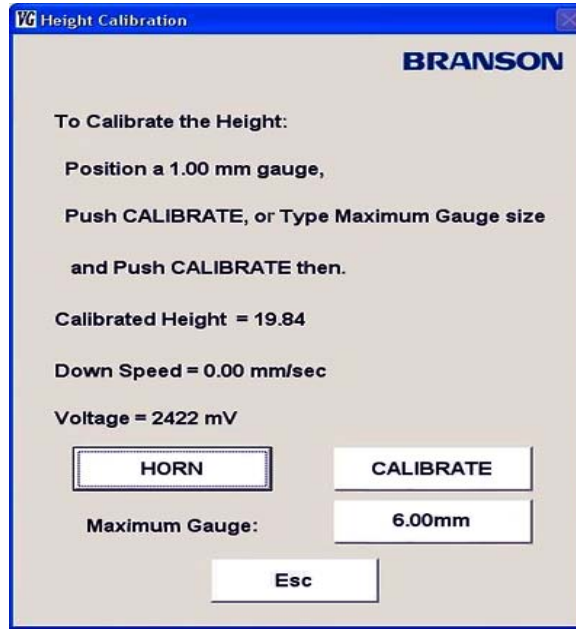 VG Height Calibration
BRANSON
To Calibrate the Height:
Position a 1.00 mm gauge,
Push CALIBRATE, or Type Maximum Gauge size
and Push CALIBRATE then.
Calibrated Height = 19.84
Down Speed = 0.00 mm/sec
Voltage = 2422 mV
HORN CALIBRATE
Maximum Gauge: 6.00mm
Esc